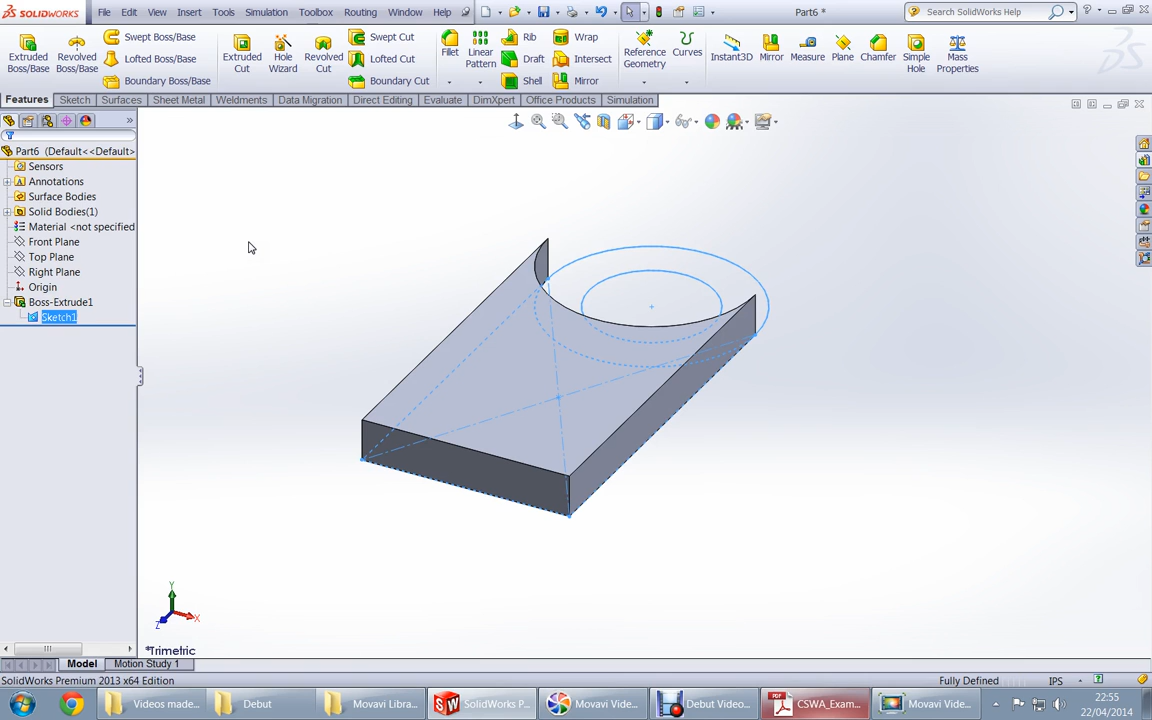 SOLIDWORKS File Edit View Insert Tools Simulation Toolbox Routing Window Help Part6 * Search SolidWorks Help
Extruded Boss/Base
Revolved Boss/Base
Swept Boss/Base
Lofted Boss/Base
Boundary Boss/Base
Extruded Cut
Hole Wizard
Revolved Cut
Swept Cut
Lofted Cut
Boundary Cut
Fillet
Linear Pattern
Rib
Draft
Shell
Wrap
Intersect
Mirror
Reference Geometry
Curves
Instant3D
Mirror
Measure
Plane
Chamfer
Simple Hole
Mass Properties
Features Sketch Surfaces Sheet Metal Weldments Data Migration Direct Editing Evaluate DimXpert Office Products Simulation
Part6 (Default<<Default>
Sensors
Annotations
Surface Bodies
Solid Bodies(1)
Material <not specified
Front Plane
Top Plane
Right Plane
Origin
Boss-Extrude1
Sketch1
Y
X
Z
*Trimetric
Model Motion Study 1
SolidWorks Premium 2013 x64 Edition Fully Defined IPS
Videos made... Debut Movavi Libra... SolidWorks P... Movavi Vide... Debut Video... CSWA_Exam... Movavi Vide...
22:55
22/04/2014